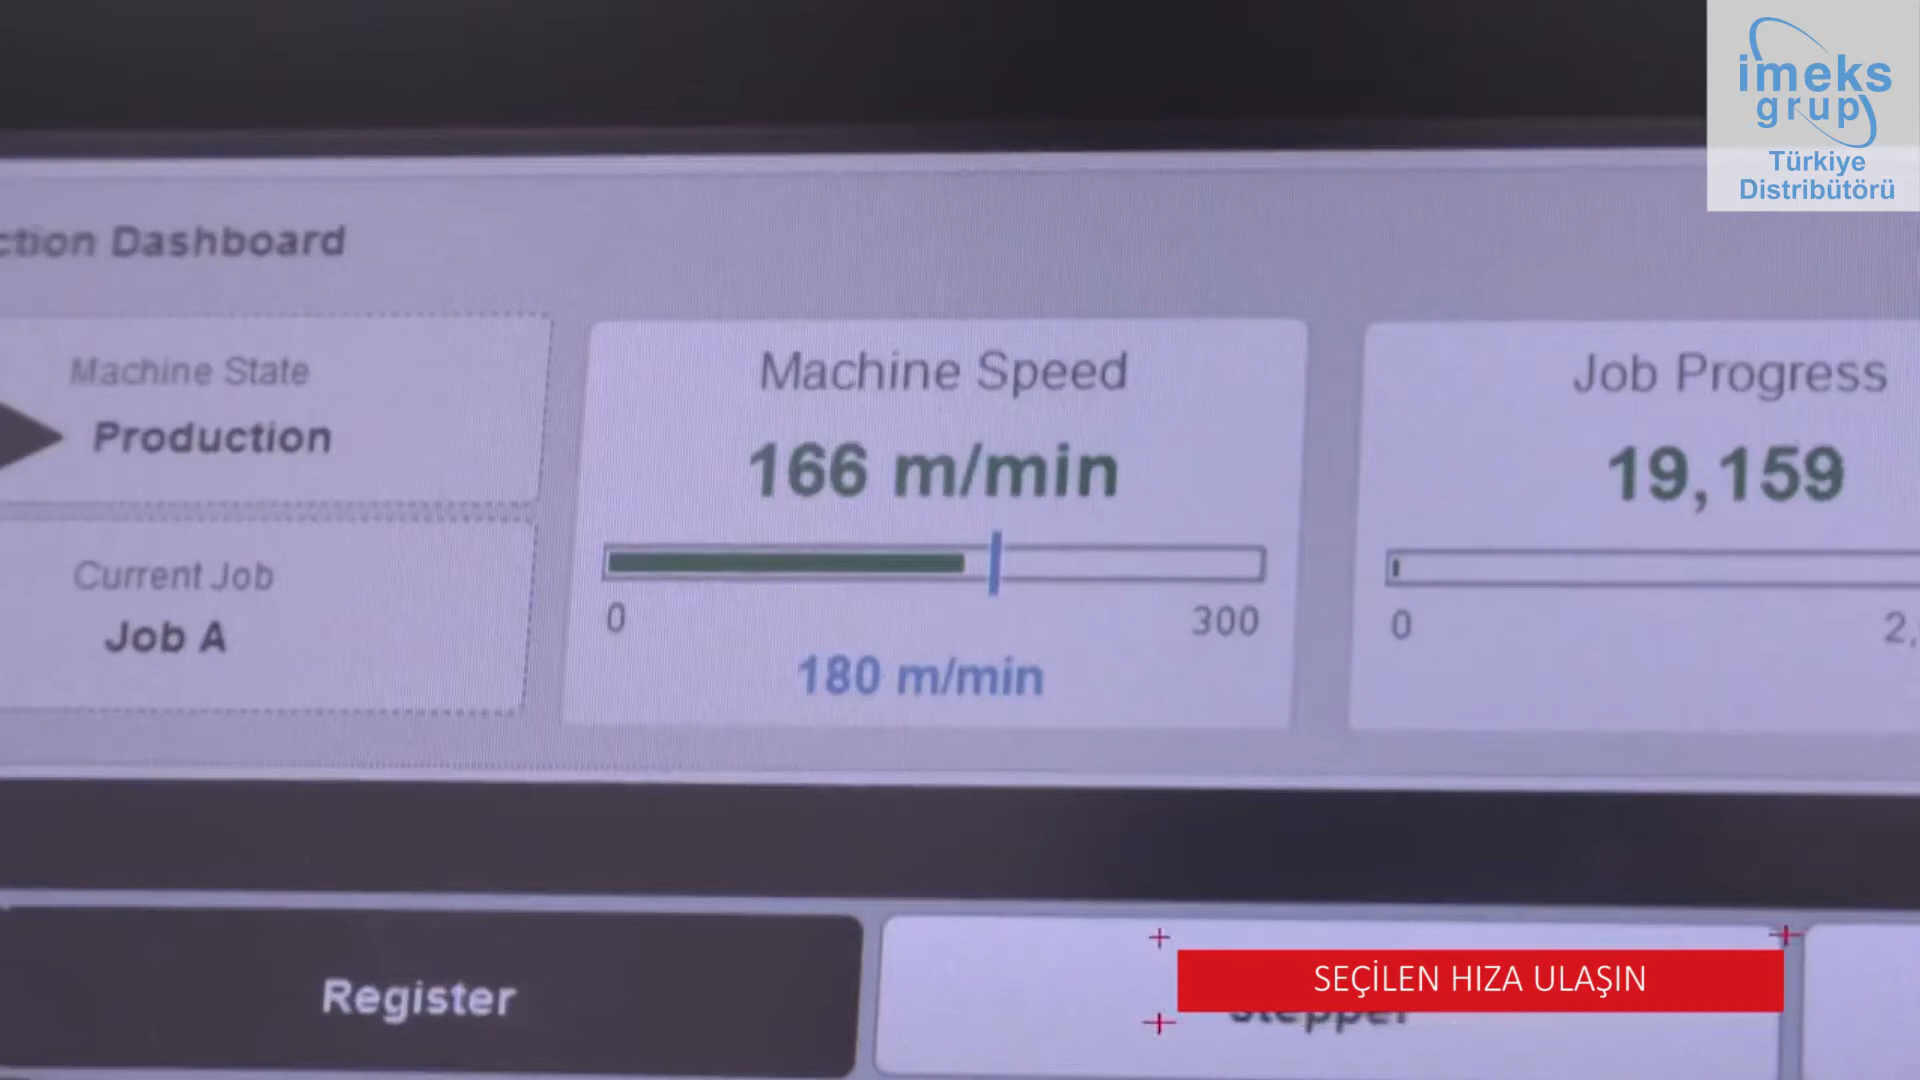 imeks
grup
Türkiye
Distribütörü
Dashboard
Machine State
Production
Current Job
Job A
Machine Speed
166 m/min
0
300
180 m/min
Job Progress
19,159
0
Register
SEÇİLEN HIZA ULAŞIN
Stepper